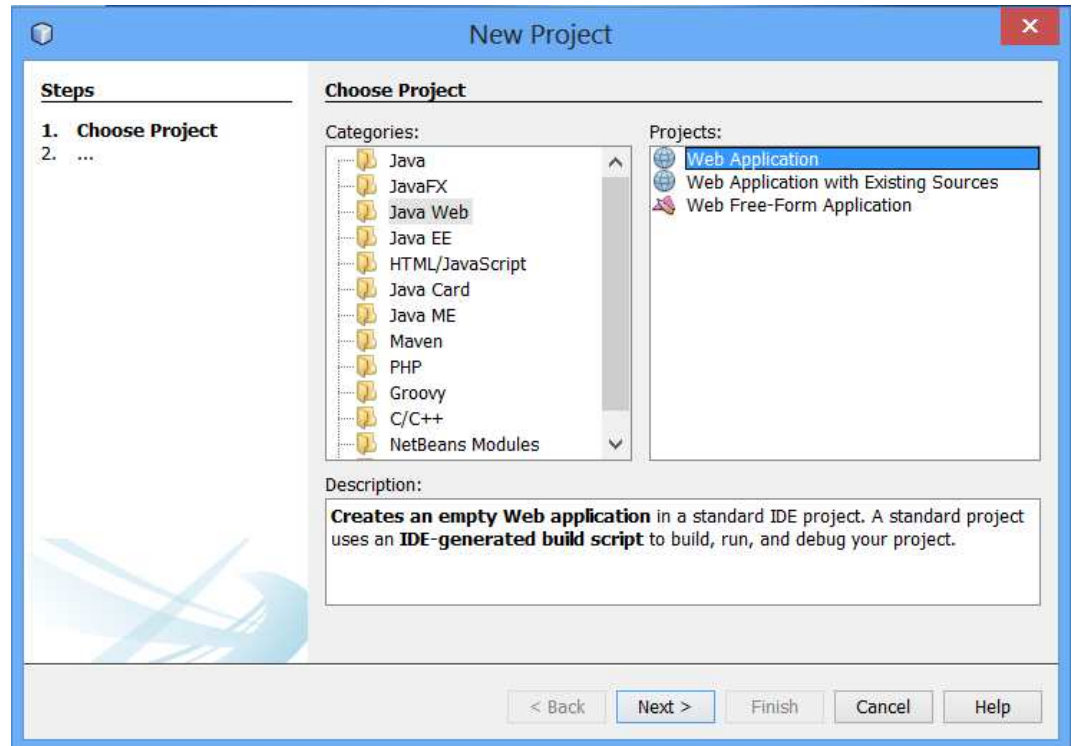 New Project
Steps
1. Choose Project
2. ...
Choose Project
Categories:
Java
JavaFX
Java Web
Java EE
HTML/JavaScript
Java Card
Java ME
Maven
PHP
Groovy
C/C++
NetBeans Modules
Projects:
Web Application
Web Application with Existing Sources
Web Free-Form Application
Description:
Creates an empty Web application in a standard IDE project. A standard project
uses an IDE-generated build script to build, run, and debug your project.
< Back Next > Finish Cancel Help